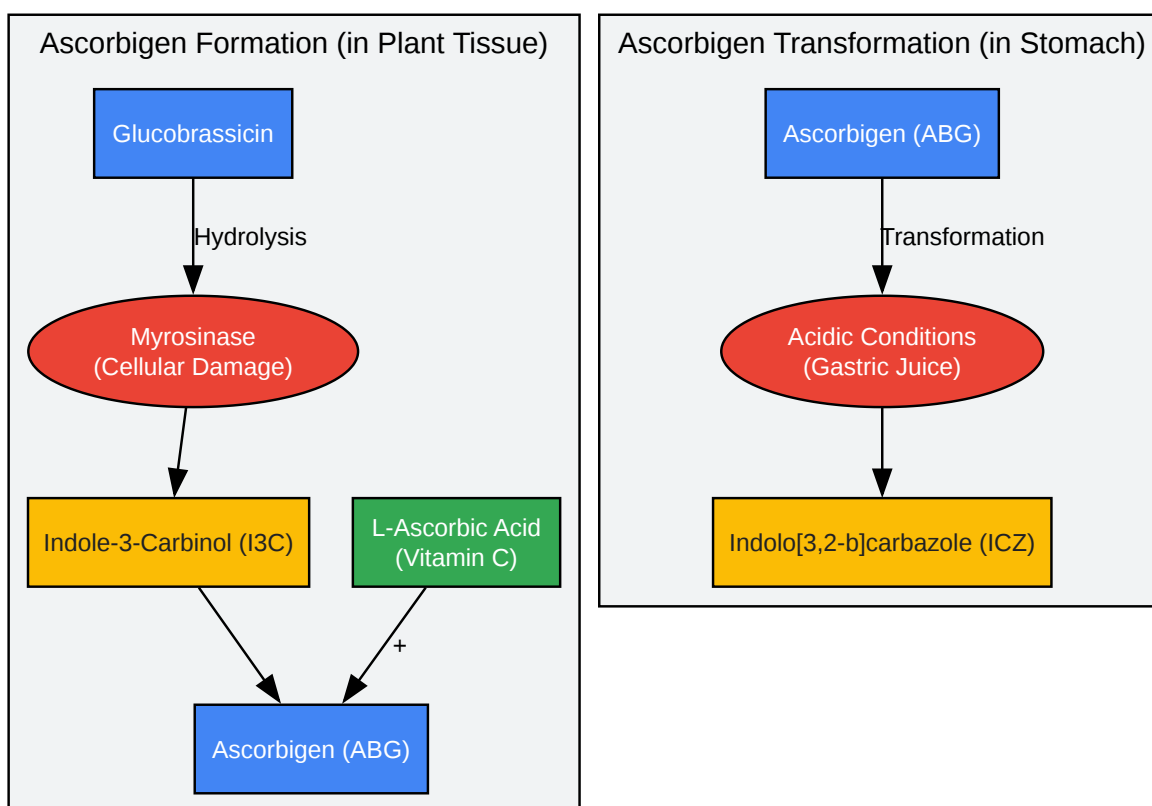 Ascorbigen Formation (in Plant Tissue)
Glucobrassicin
Hydrolysis
Myrosinase
(Cellular Damage)
Indole-3-Carbinol (I3C)
L-Ascorbic Acid
(Vitamin C)
+
Ascorbigen (ABG)
Ascorbigen Transformation (in Stomach)
Ascorbigen (ABG)
Transformation
Acidic Conditions
(Gastric Juice)
Indolo[3,2-b]carbazole (ICZ)